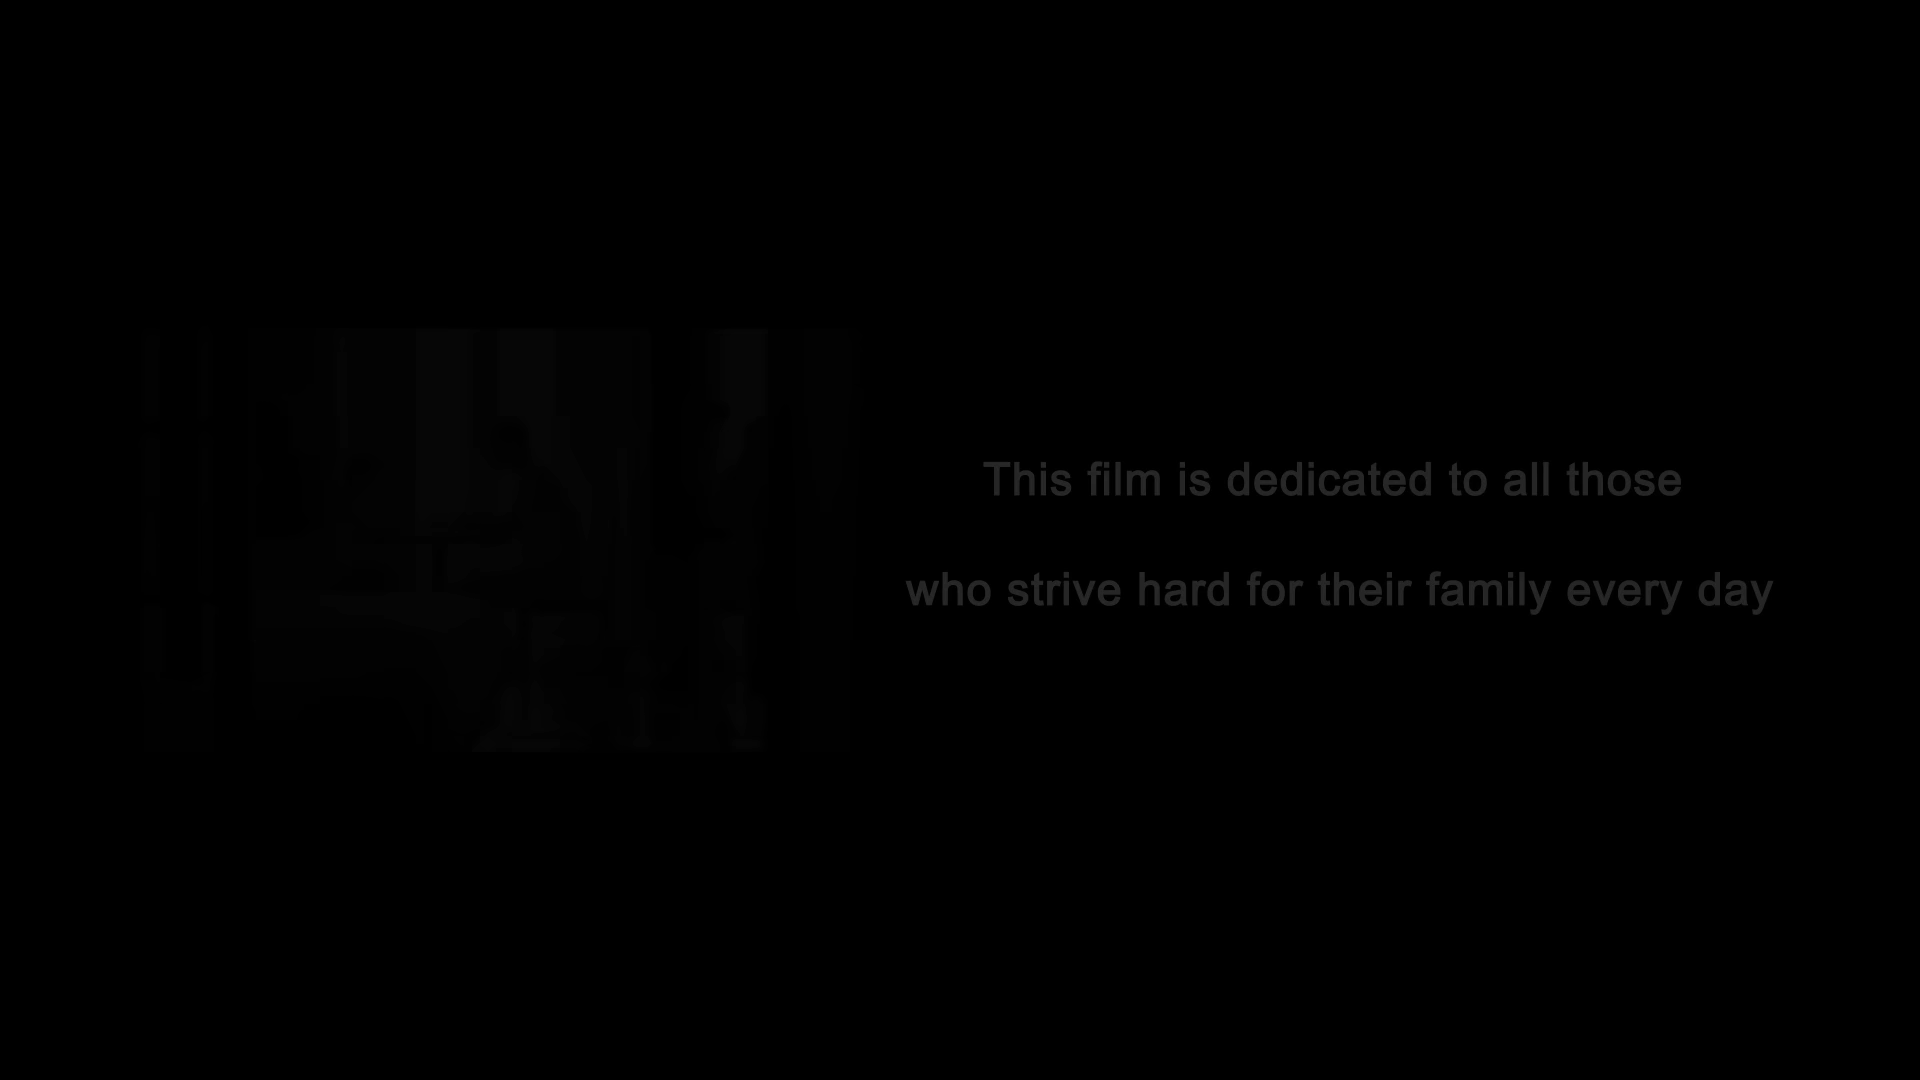 This film is dedicated to all those
who strive hard for their family every day